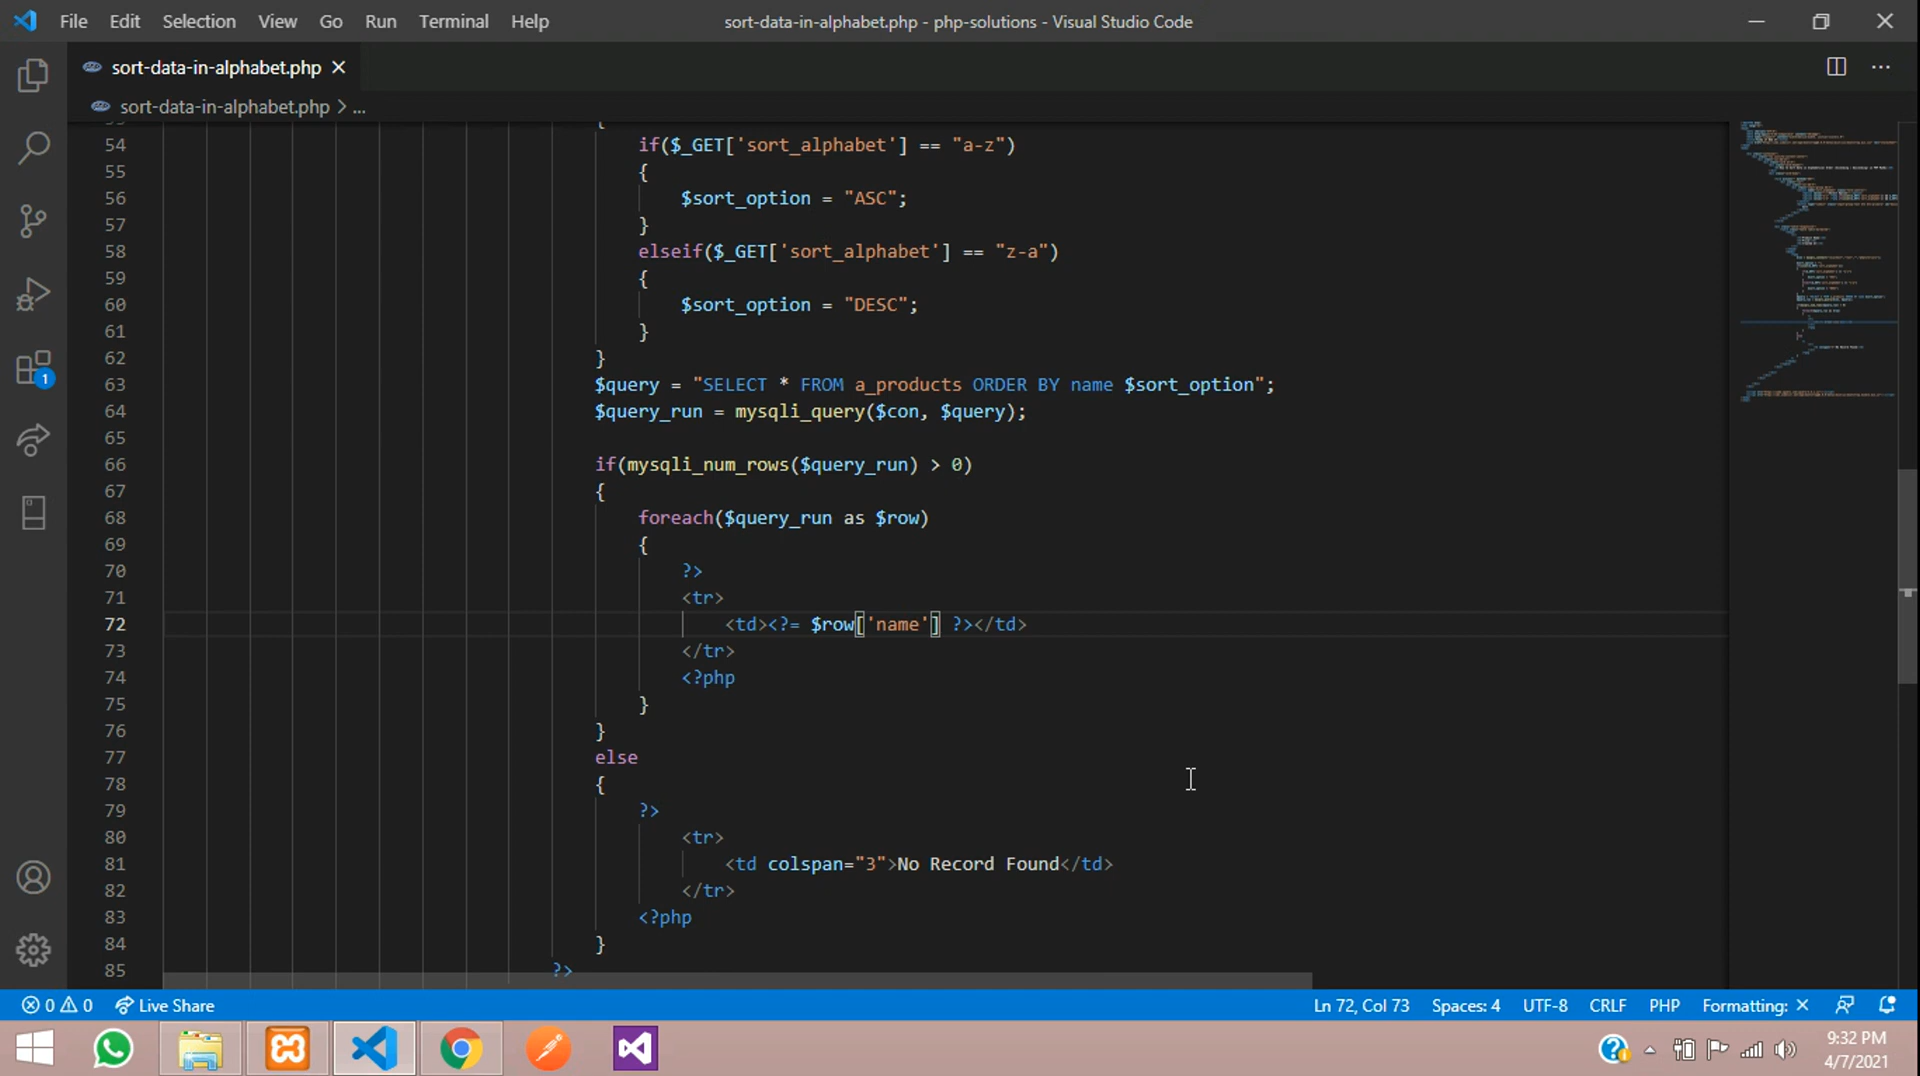 File Edit Selection View Go Run Terminal Help sort-data-in-alphabet.php - php-solutions - Visual Studio Code
sort-data-in-alphabet.php
sort-data-in-alphabet.php > ...
54 if($_GET['sort_alphabet'] == "a-z")
55 {
56 $sort_option = "ASC";
57 }
58 elseif($_GET['sort_alphabet'] == "z-a")
59 {
60 $sort_option = "DESC";
61 }
62 }
63 $query = "SELECT * FROM a_products ORDER BY name $sort_option";
64 $query_run = mysqli_query($con, $query);
65
66 if(mysqli_num_rows($query_run) > 0)
67 {
68 foreach($query_run as $row)
69 {
70 ?>
71 <tr>
72 <td><?= $row['name'] ?></td>
73 </tr>
74 <?php
75 }
76 }
77 else
78 {
79 ?>
80 <tr>
81 <td colspan="3">No Record Found</td>
82 </tr>
83 <?php
84 }
85 ?>
1
0 0 Live Share Ln 72, Col 73 Spaces: 4 UTF-8 CRLF PHP Formatting: ×
9:32 PM
4/7/2021